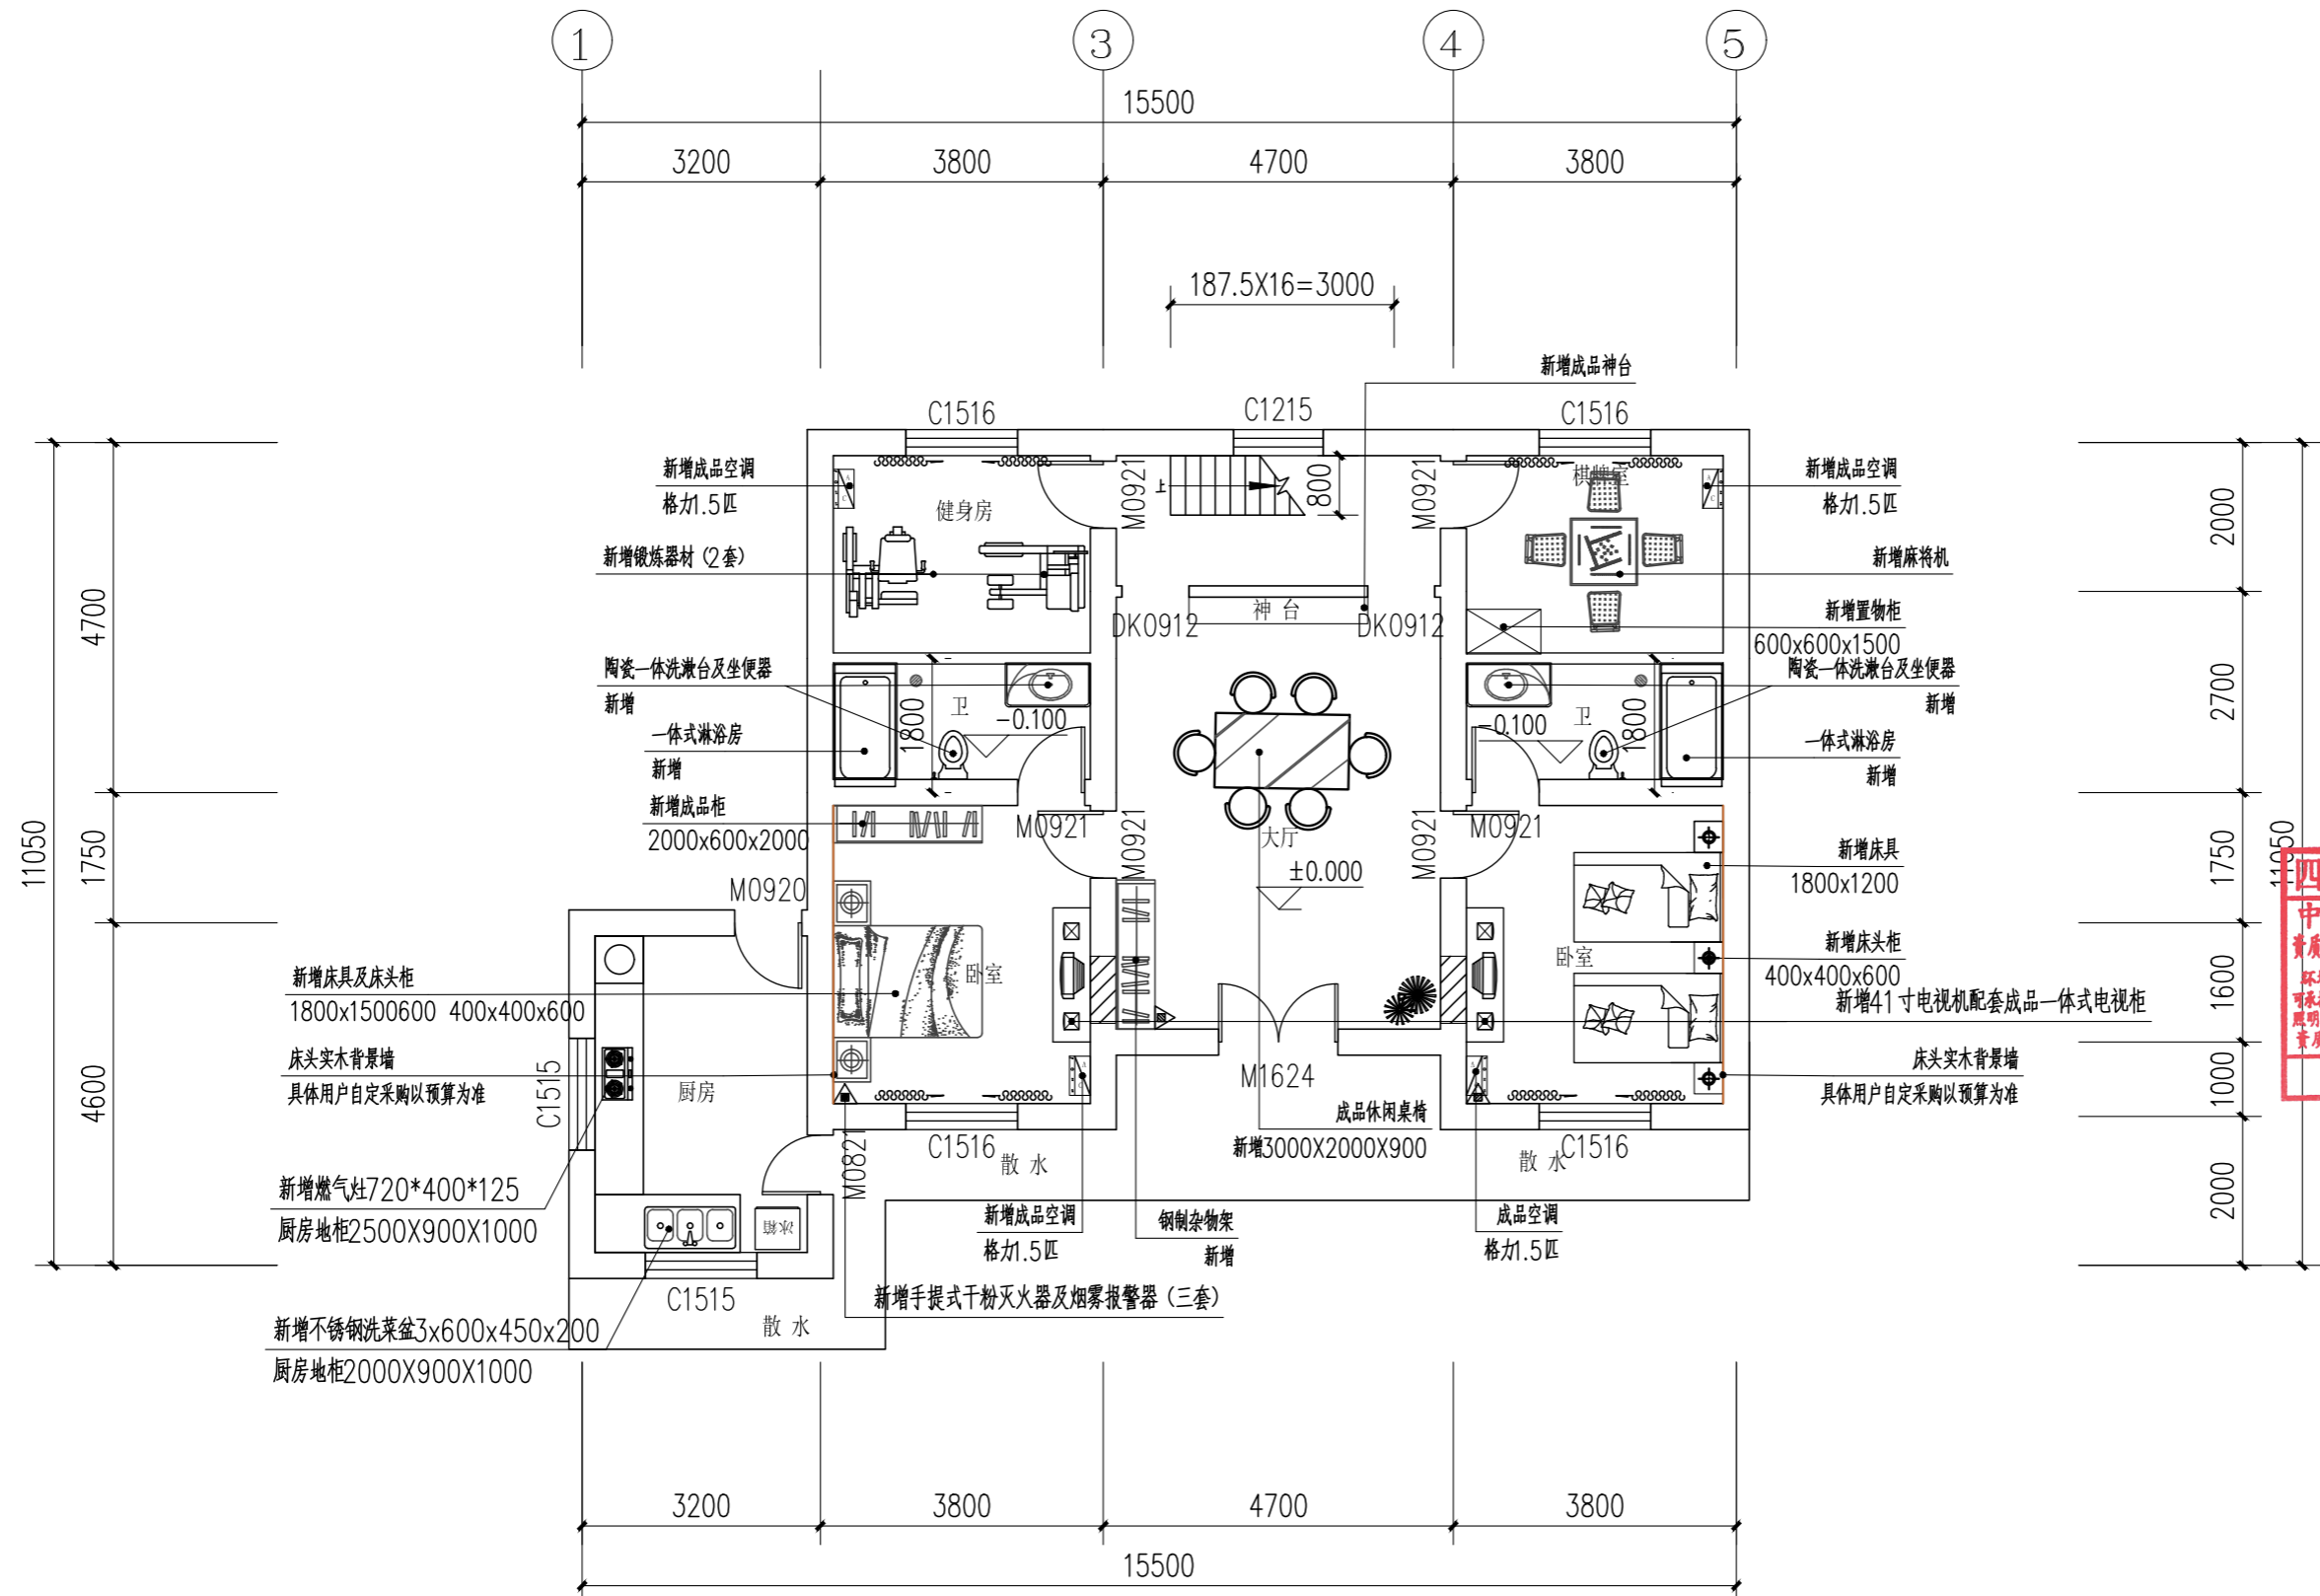 1
3
4
5
15500
3200
3800
4700
3800
187.5X16=3000
新增成品神台
C1516
C1215
C1516
新增成品空调
格力1.5匹
健身房
M0921
上
800
M0921
棋牌室
新增成品空调
格力1.5匹
新增锻炼器材（2套）
新增麻将机
神 台
DK0912
DK0912
新增置物柜
600x600x1500
陶瓷一体洗漱台及坐便器
新增
陶瓷一体洗漱台及坐便器
新增
1800
卫
-0.100
-0.100
卫
1800
一体式淋浴房
新增
一体式淋浴房
新增
新增成品柜
2000x600x2000
M0921
M0921
大厅
±0.000
M0921
M0921
新增床具
1800x1200
M0920
新增床头柜
400x400x600
卧室
卧室
新增床具及床头柜
1800x1500600 400x400x600
新增41寸电视机配套成品一体式电视柜
床头实木背景墙
具体用户自定采购以预算为准
床头实木背景墙
具体用户自定采购以预算为准
C1515
厨房
M1624
成品休闲桌椅
新增3000X2000X900
M0821
C1516
散 水
散 水
C1516
新增燃气灶720*400*125
厨房地柜2500X900X1000
冰箱
新增成品空调
格力1.5匹
钢制杂物架
新增
成品空调
格力1.5匹
C1515
新增手提式干粉灭火器及烟雾报警器（三套）
散 水
新增不锈钢洗菜盆3x600x450x200
厨房地柜2000X900X1000
11050
4700
1750
4600
2000
2700
1750
1600
1000
2000
11050
四
中
3200
3800
4700
3800
15500